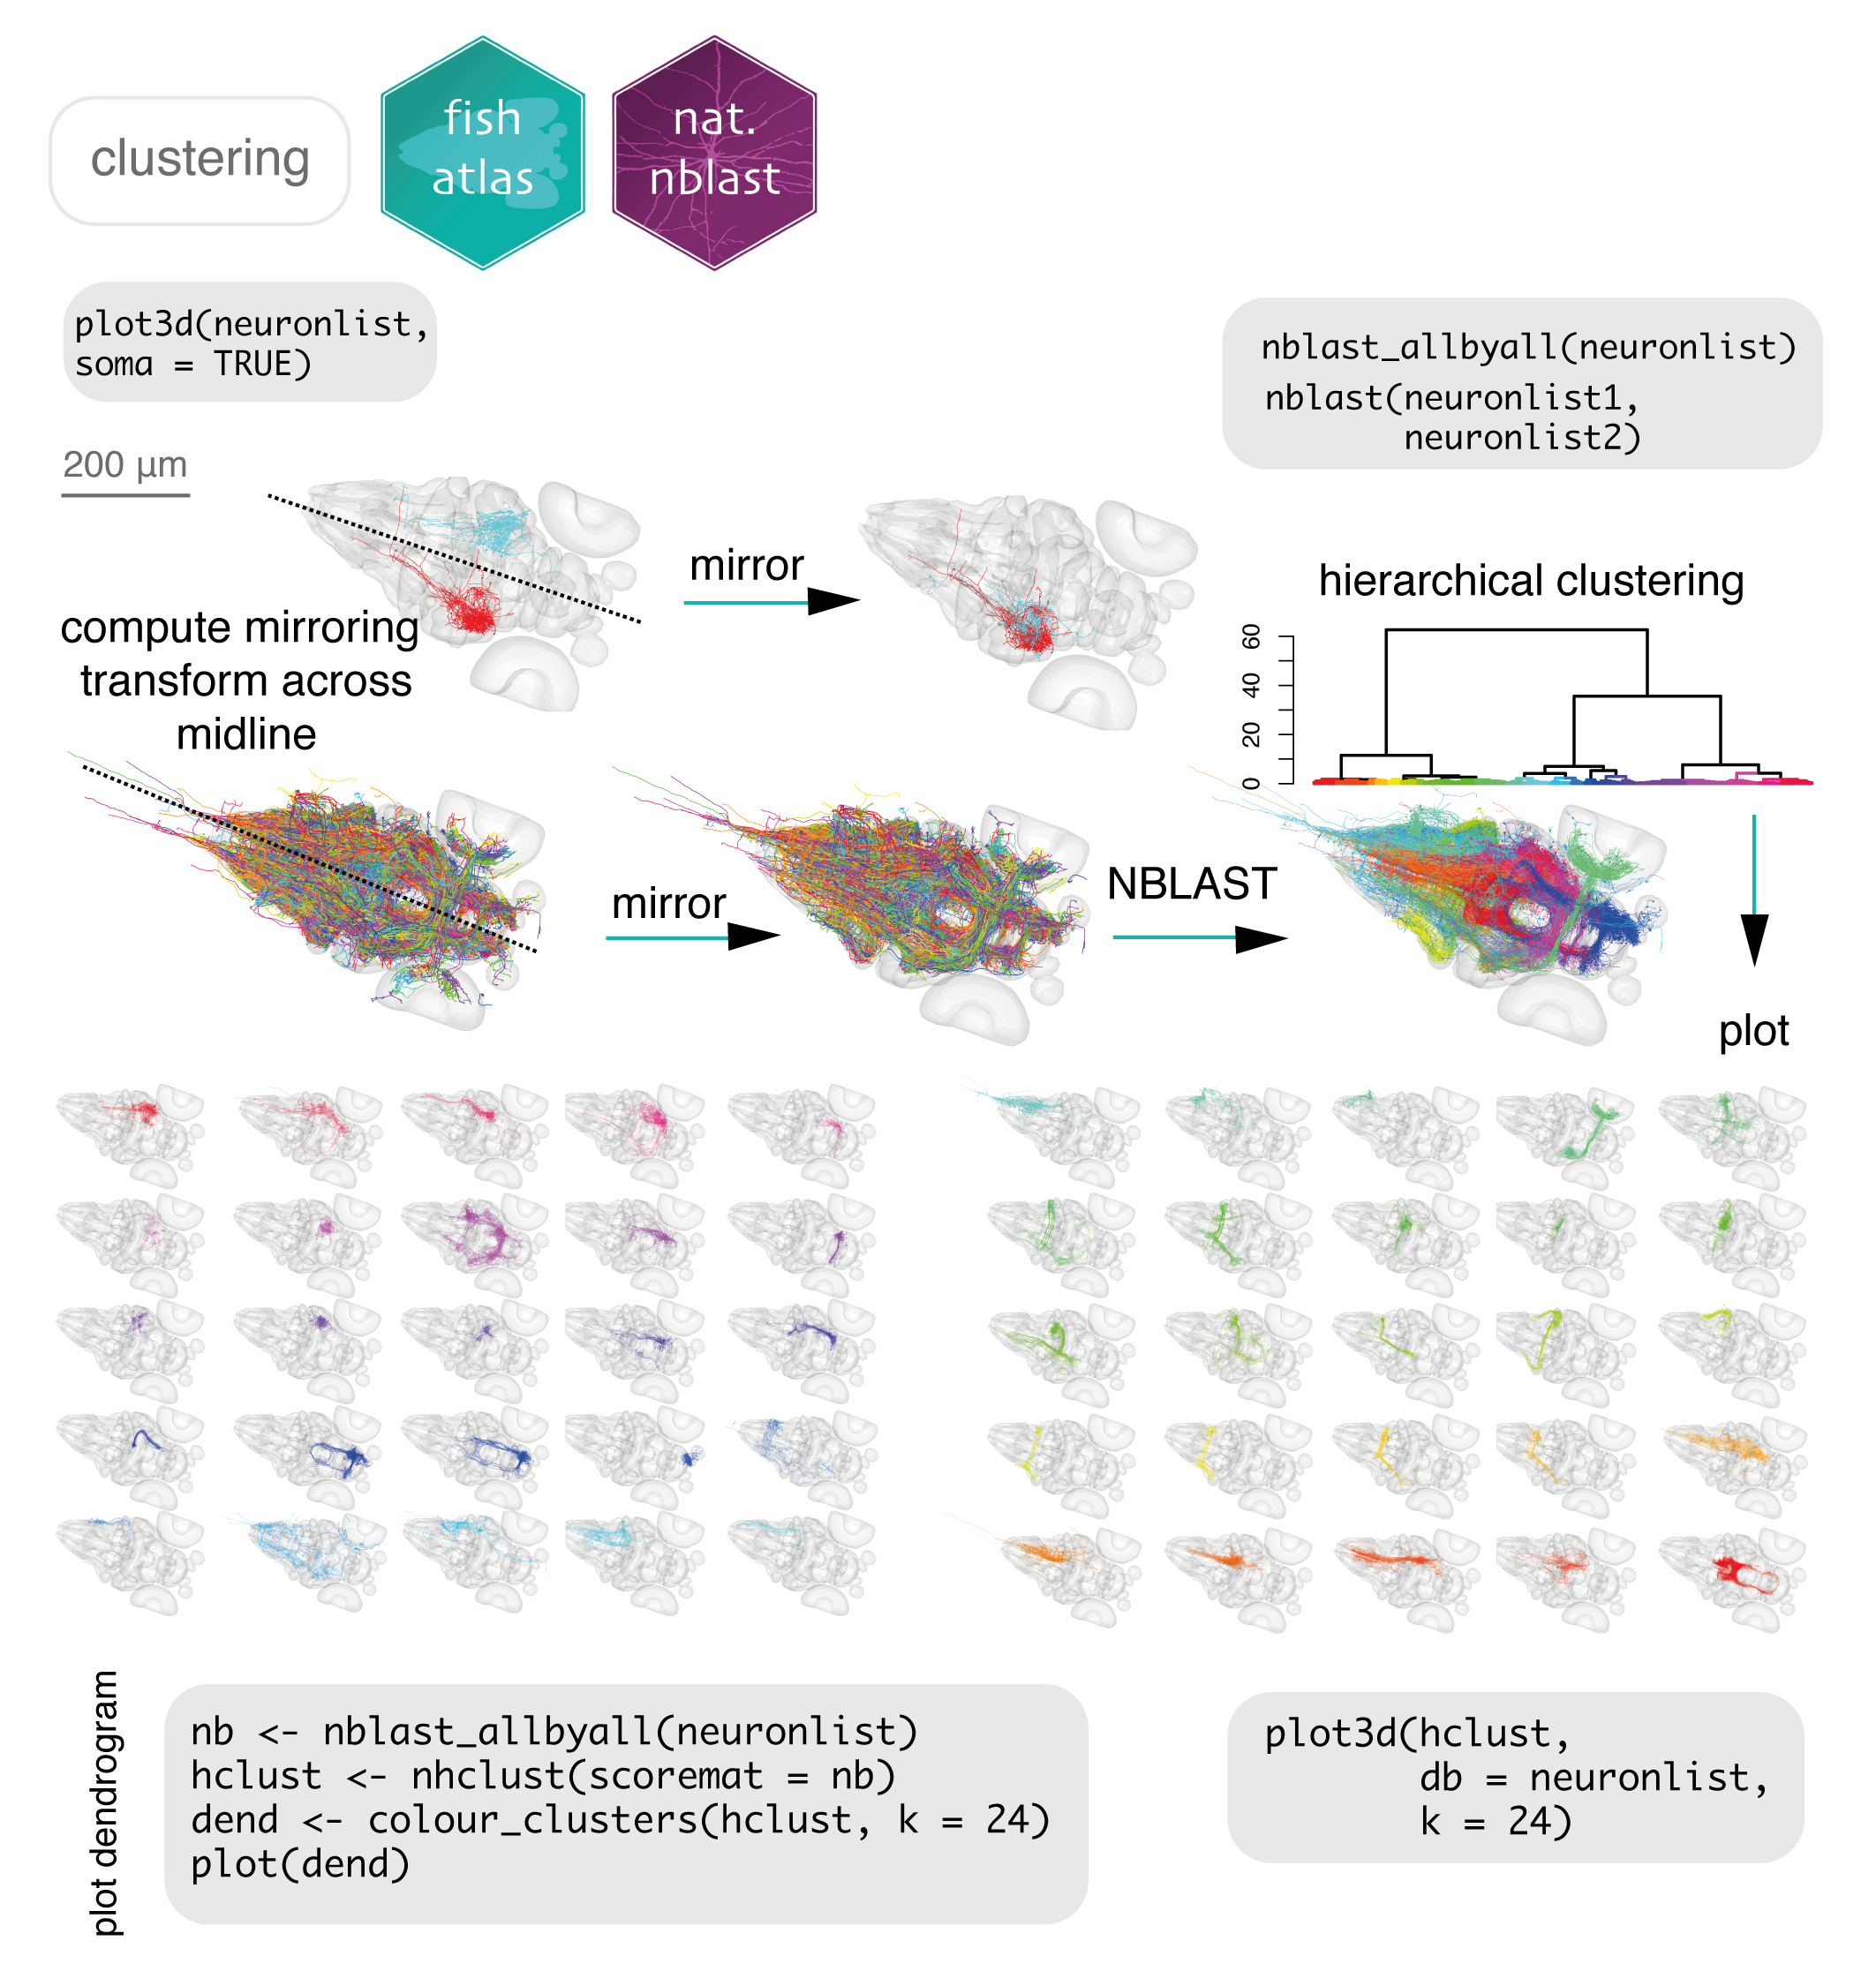 clustering
fish
atlas
nat.
nblast
plot3d(neuronlist,
soma = TRUE)
nblast_allbyall(neuronlist)
nblast(neuronlist1,
neuronlist2)
200 µm
mirror
compute mirroring
transform across
midline
hierarchical clustering
60
40
20
0
mirror
NBLAST
plot
plot dendrogram
nb <- nblast_allbyall(neuronlist)
hclust <- nhclust(scoremat = nb)
dend <- colour_clusters(hclust, k = 24)
plot(dend)
plot3d(hclust,
db = neuronlist,
k = 24)